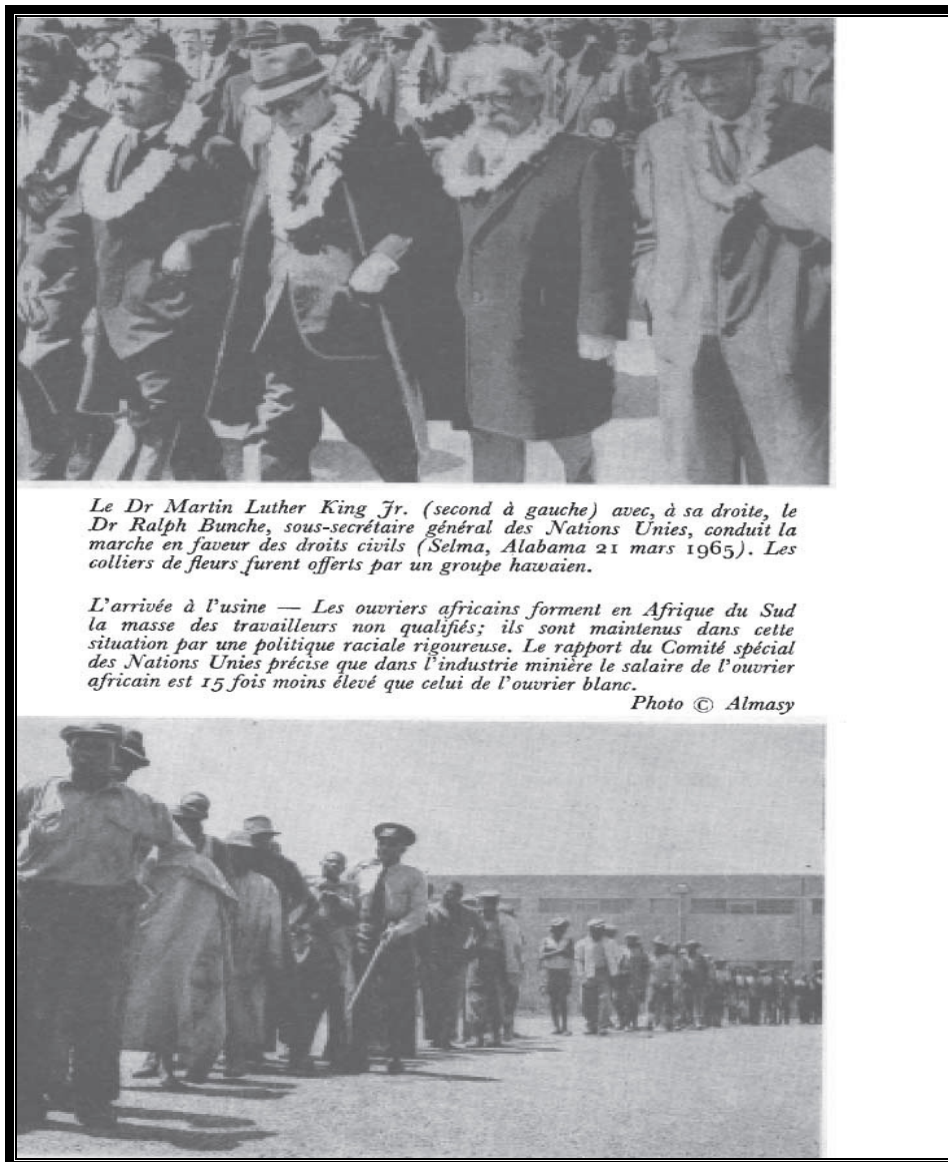 Le Dr Martin Luther King Jr. (second à gauche) avec, à sa droite, le
Dr Ralph Bunche, sous-secrétaire général des Nations Unies, conduit la
marche en faveur des droits civils (Selma, Alabama 21 mars 1965). Les
colliers de fleurs furent offerts par un groupe hawaien.
L'arrivée à l'usine — Les ouvriers africains forment en Afrique du Sud
la masse des travailleurs non qualifiés; ils sont maintenus dans cette
situation par une politique raciale rigoureuse. Le rapport du Comité spécial
des Nations Unies précise que dans l'industrie minière le salaire de l'ouvrier
africain est 15 fois moins élevé que celui de l'ouvrier blanc.
Photo © Almasy